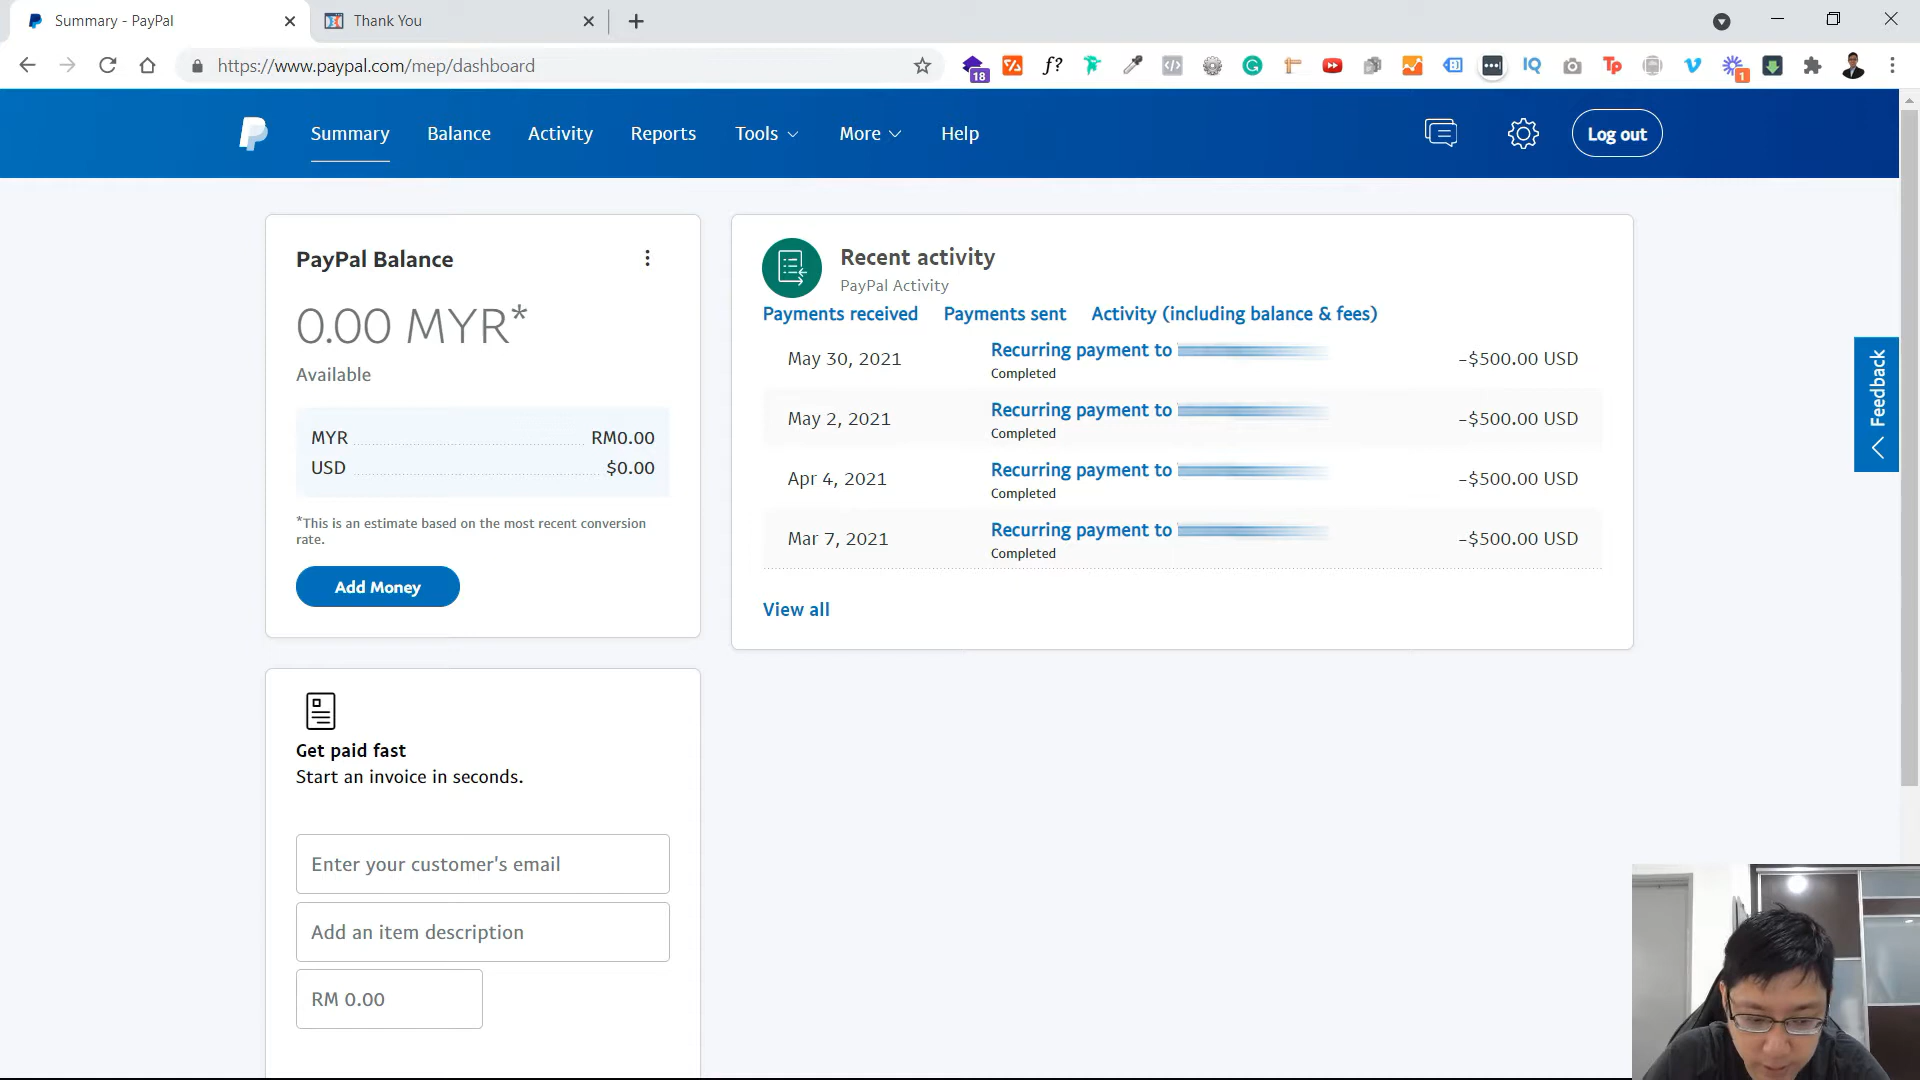 Summary - PayPal
Thank You
https://www.paypal.com/mep/dashboard
18
f?
IQ
Tp
1
Summary
Balance
Activity
Reports
Tools
More
Help
Log out
PayPal Balance
0.00 MYR*
Available
MYR RM0.00
USD $0.00
*This is an estimate based on the most recent conversion
rate.
Add Money
Recent activity
PayPal Activity
Payments received Payments sent Activity (including balance & fees)
May 30, 2021 Recurring payment to -$500.00 USD
Completed
May 2, 2021 Recurring payment to -$500.00 USD
Completed
Apr 4, 2021 Recurring payment to -$500.00 USD
Completed
Mar 7, 2021 Recurring payment to -$500.00 USD
Completed
View all
Feedback
Get paid fast
Start an invoice in seconds.
Enter your customer's email
Add an item description
RM 0.00